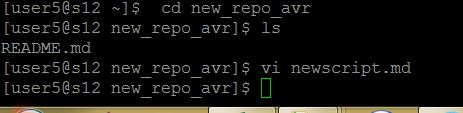 [user5@s12 ~]$  cd new_repo_avr
[user5@s12 new_repo_avr]$ ls
README.md
[user5@s12 new_repo_avr]$ vi newscript.md
[user5@s12 new_repo_avr]$